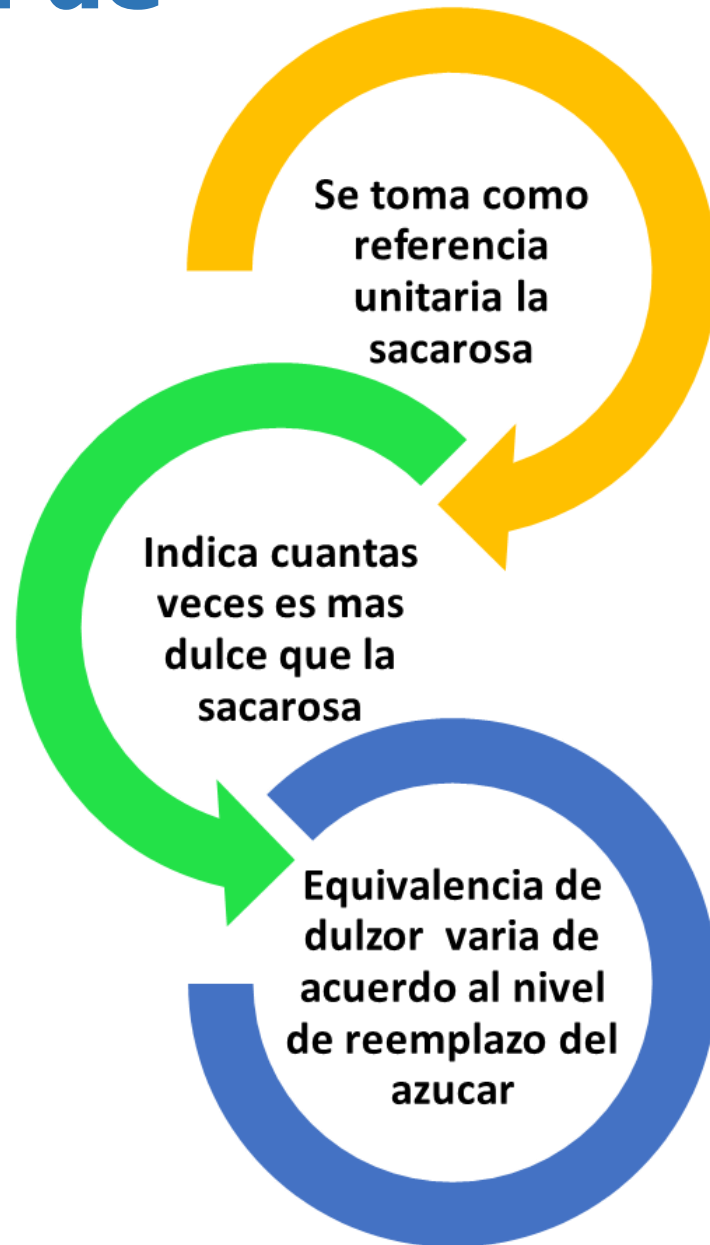 Se toma como
referencia
unitaria la
sacarosa
Indica cuantas
veces es mas
dulce que la
sacarosa
Equivalencia de
dulzor varia de
acuerdo al nivel
de reemplazo del
azucar